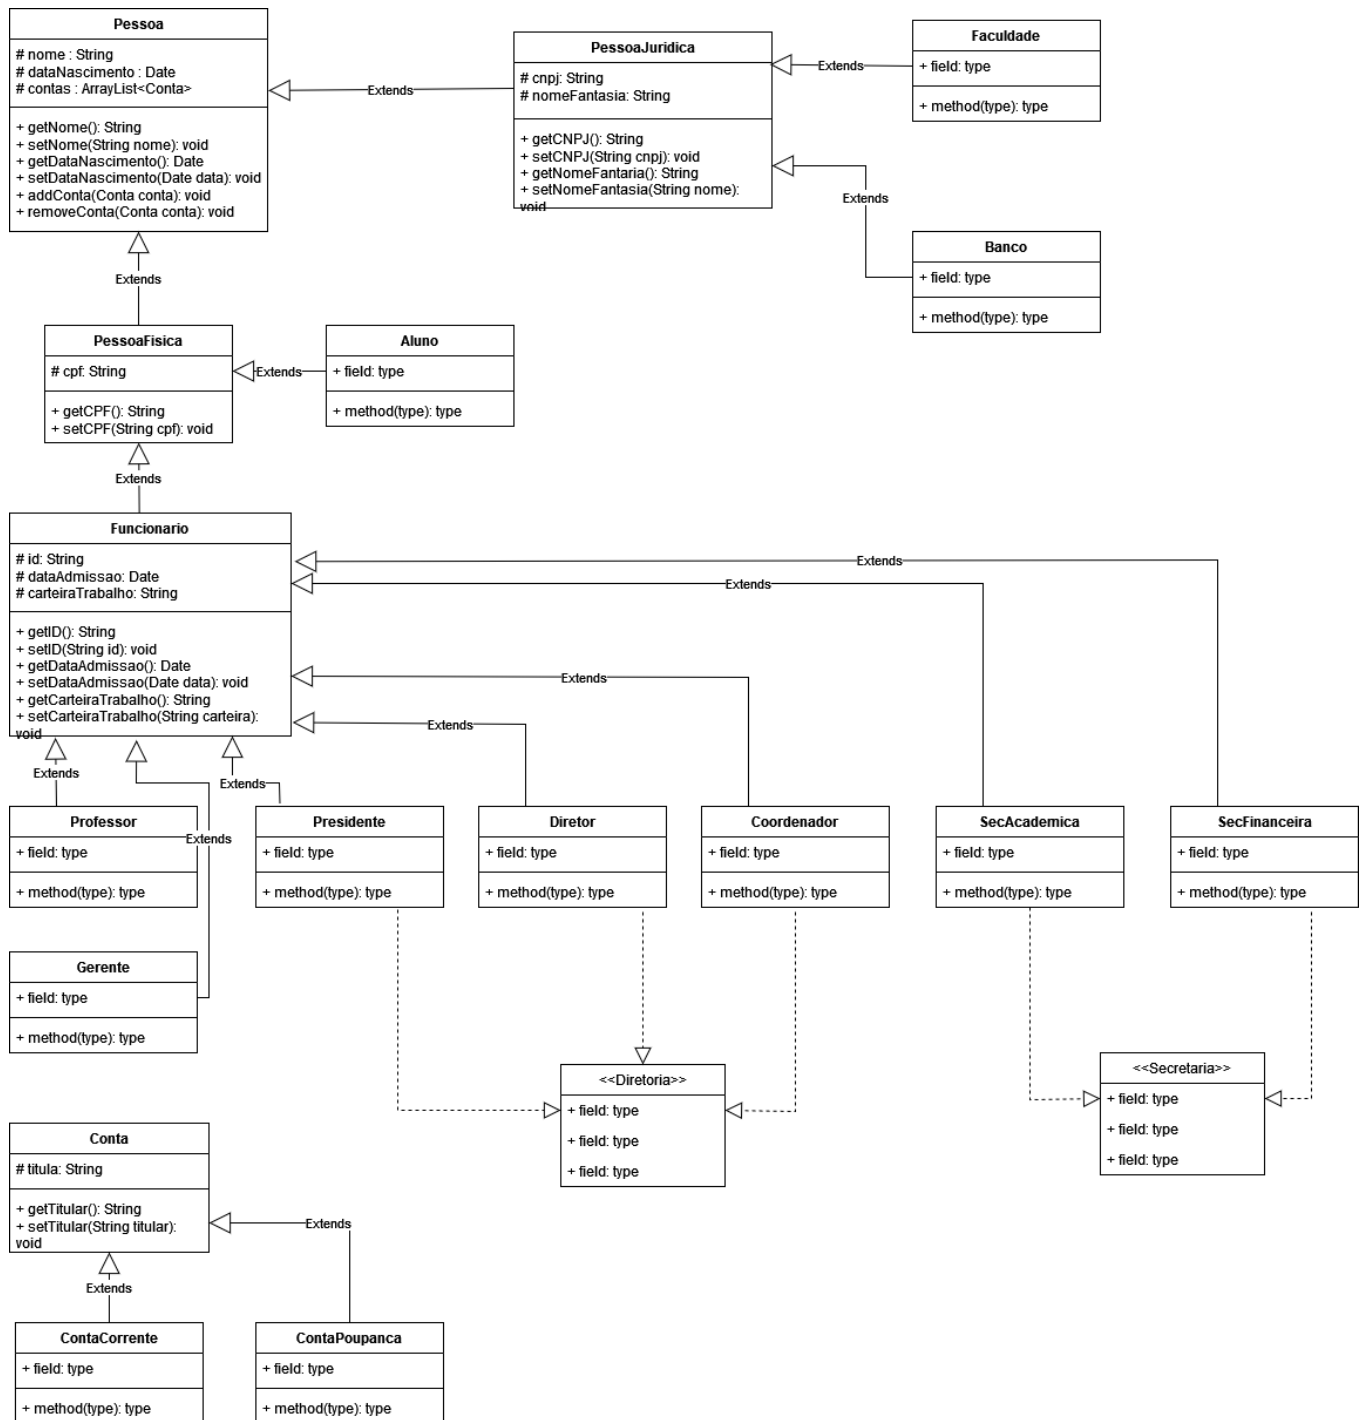 Pessoa
# nome : String
# dataNascimento : Date
# contas : ArrayList<Conta>
+ getNome(): String
+ setNome(String nome): void
+ getDataNascimento(): Date
+ setDataNascimento(Date data): void
+ addConta(Conta conta): void
+ removeConta(Conta conta): void
Extends
PessoaJuridica
# cnpj: String
# nomeFantasia: String
+ getCNPJ(): String
+ setCNPJ(String cnpj): void
+ getNomeFantaria(): String
+ setNomeFantasia(String nome):
void
Extends
Faculdade
+ field: type
+ method(type): type
Extends
Banco
+ field: type
+ method(type): type
Extends
PessoaFisica
# cpf: String
+ getCPF(): String
+ setCPF(String cpf): void
Extends
Aluno
+ field: type
+ method(type): type
Extends
Funcionario
# id: String
# dataAdmissao: Date
# carteiraTrabalho: String
+ getID(): String
+ setID(String id): void
+ getDataAdmissao(): Date
+ setDataAdmissao(Date data): void
+ getCarteiraTrabalho(): String
+ setCarteiraTrabalho(String carteira):
void
Extends
Extends
Extends
Extends
Extends
Extends
Extends
Professor
+ field: type
+ method(type): type
Presidente
+ field: type
+ method(type): type
Diretor
+ field: type
+ method(type): type
Coordenador
+ field: type
+ method(type): type
SecAcademica
+ field: type
+ method(type): type
SecFinanceira
+ field: type
+ method(type): type
Gerente
+ field: type
+ method(type): type
<<Diretoria>>
+ field: type
+ field: type
+ field: type
<<Secretaria>>
+ field: type
+ field: type
+ field: type
Conta
# titula: String
+ getTitular(): String
+ setTitular(String titular):
void
Extends
Extends
ContaCorrente
+ field: type
+ method(type): type
ContaPoupanca
+ field: type
+ method(type): type